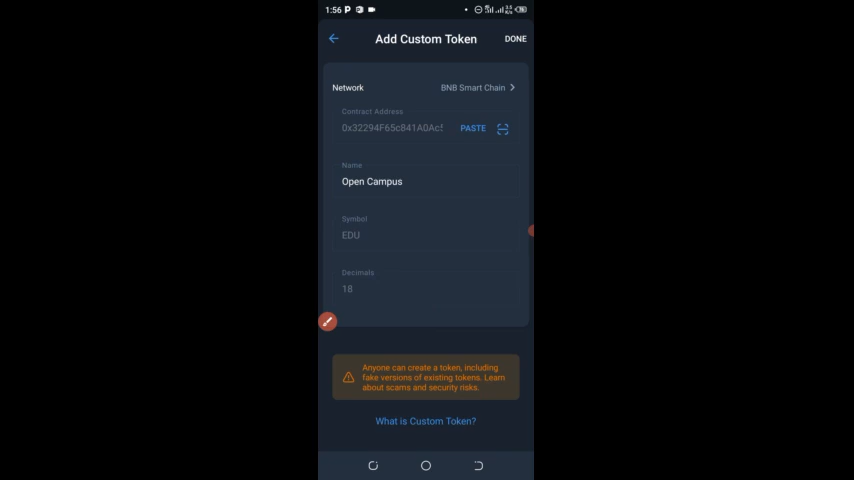 1:56
Add Custom Token
DONE
Network
BNB Smart Chain
Contract Address
0x32294F65c841A0Ac5
PASTE
Name
Open Campus
Symbol
EDU
Decimals
18
Anyone can create a token, including
fake versions of existing tokens. Learn
about scams and security risks.
What is Custom Token?